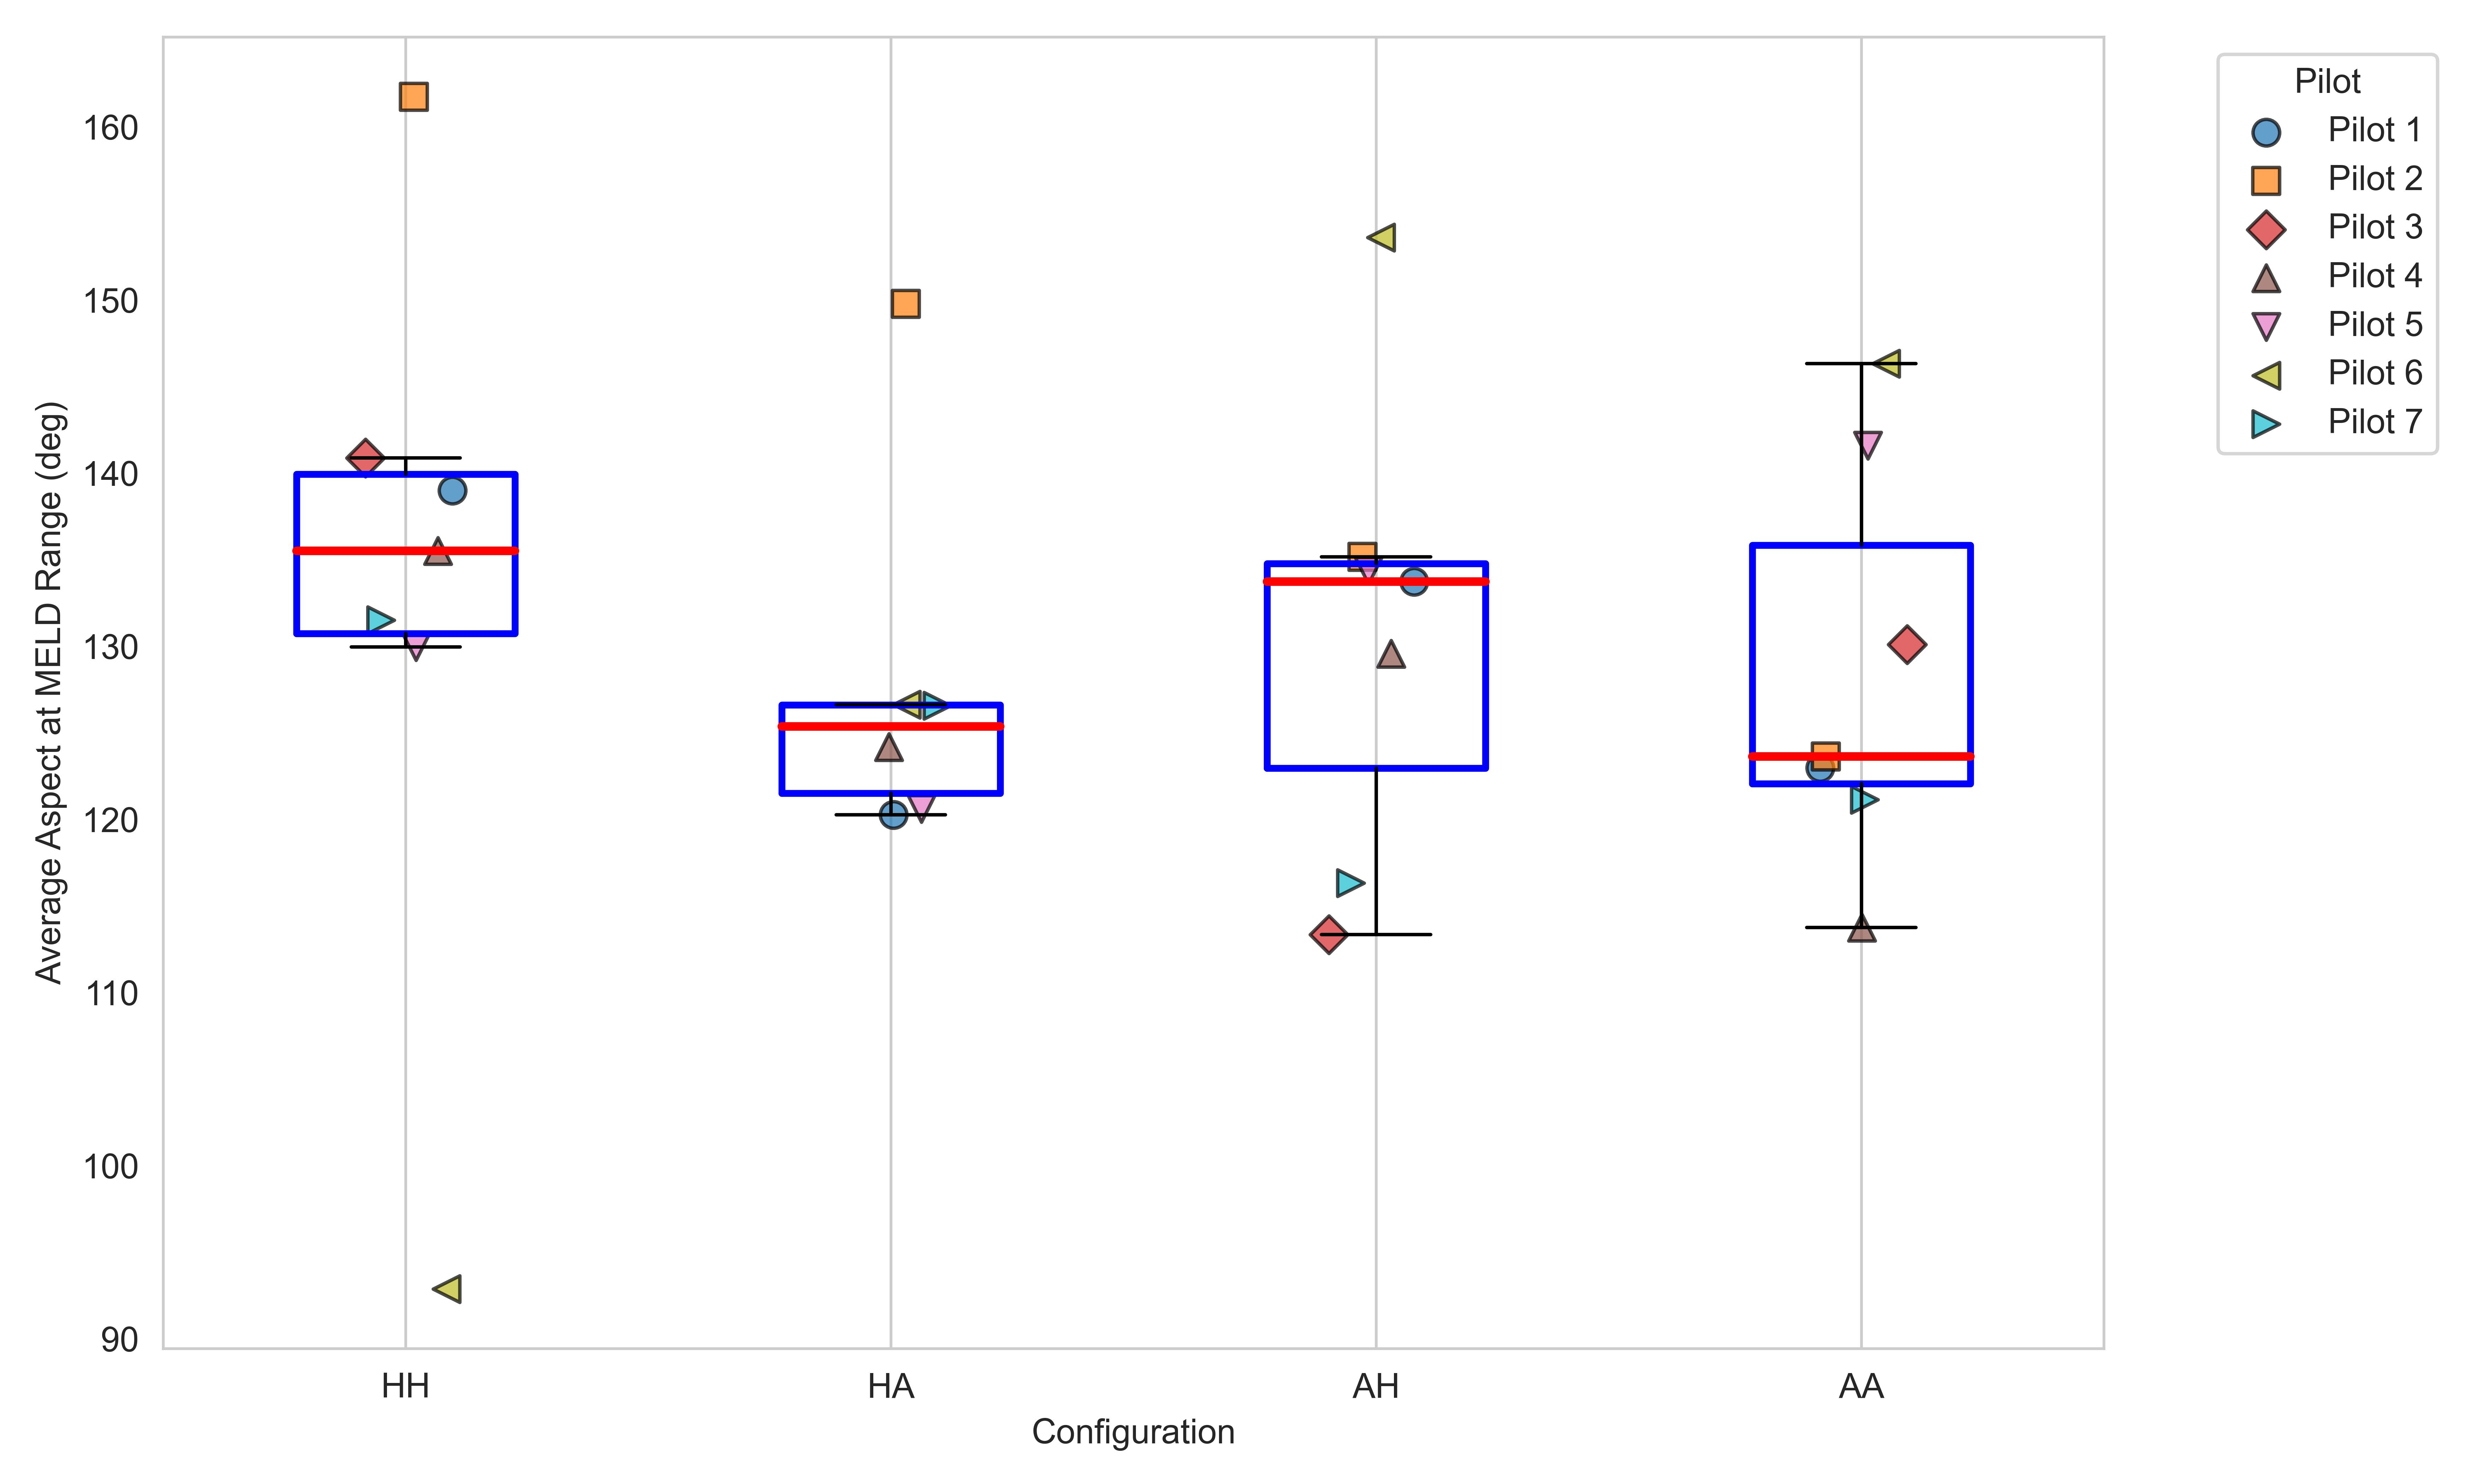 160
150
140
130
120
110
100
90
Average Aspect at MELD Range (deg)
HH
HA
AH
AA
Configuration
Pilot
Pilot 1
Pilot 2
Pilot 3
Pilot 4
Pilot 5
Pilot 6
Pilot 7